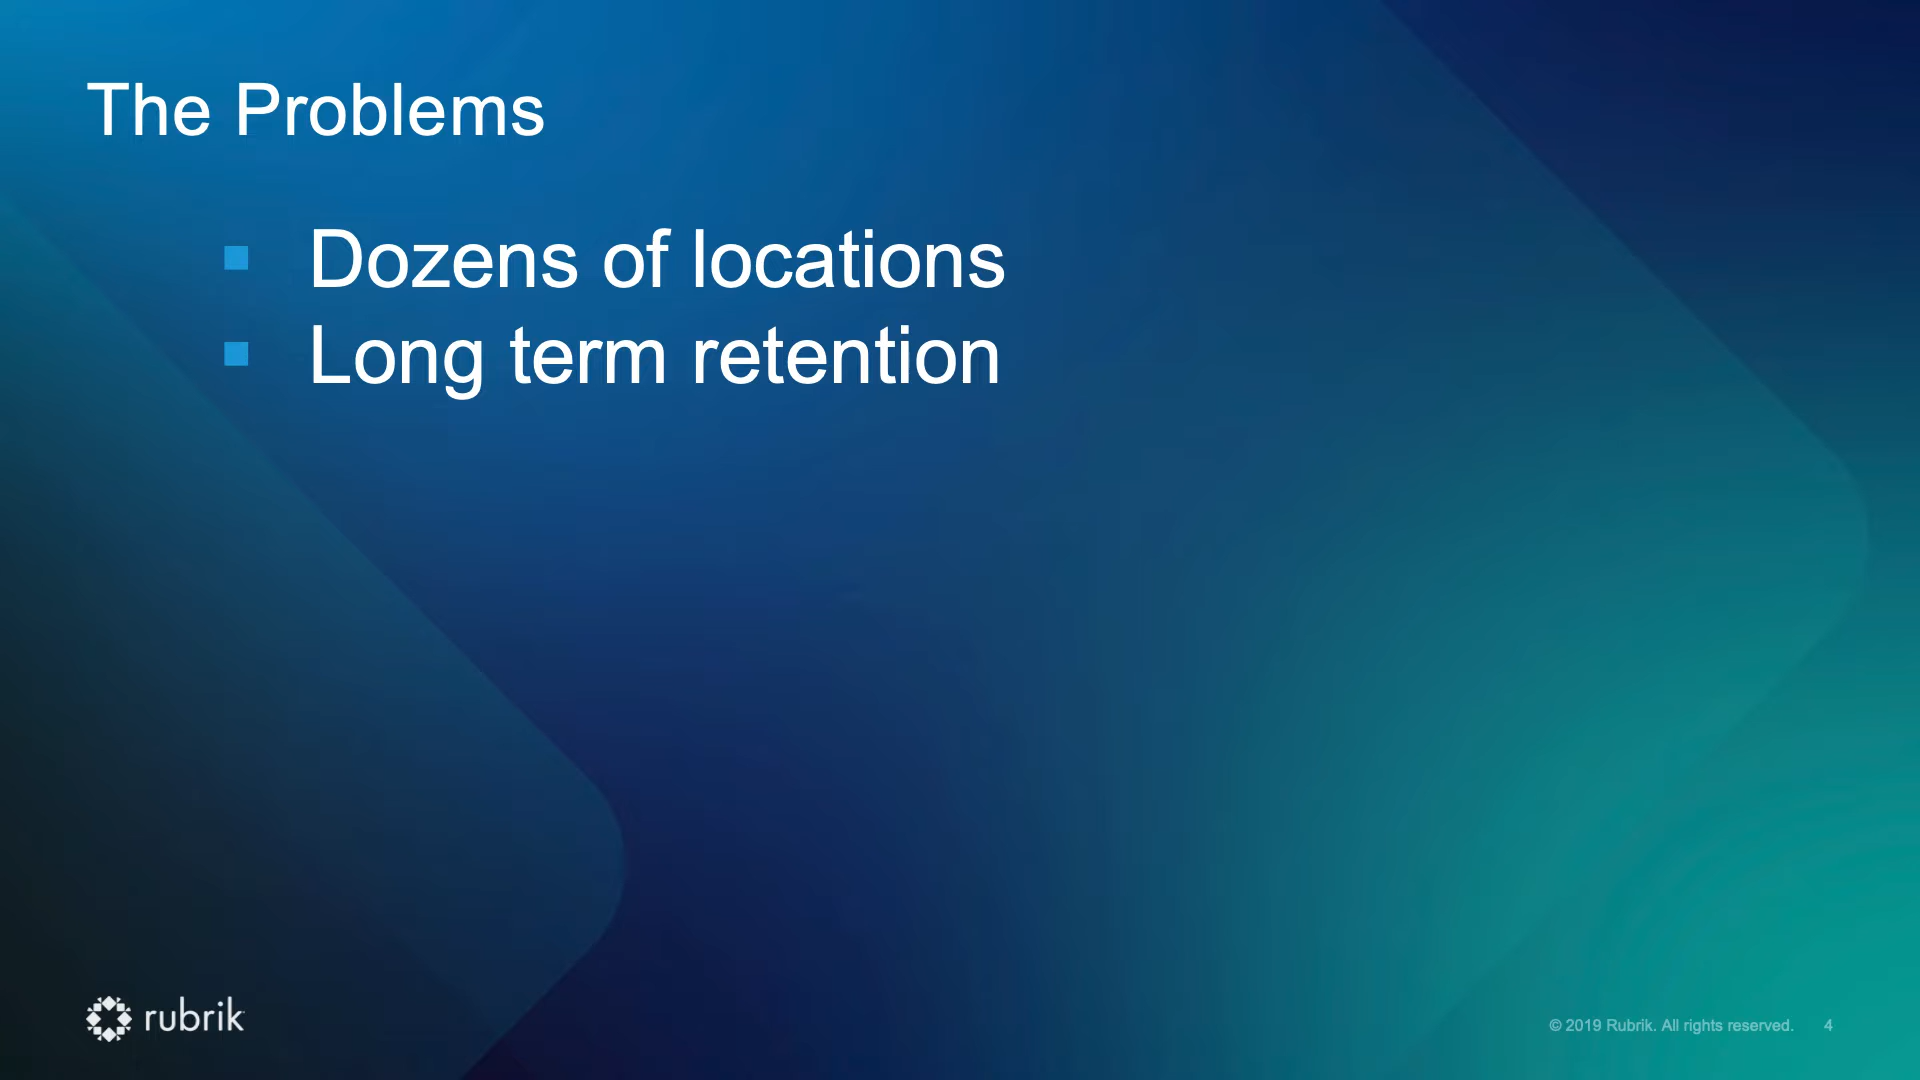 The Problems
▪ Dozens of locations
▪ Long term retention
rubrik
© 2019 Rubrik. All rights reserved. 4